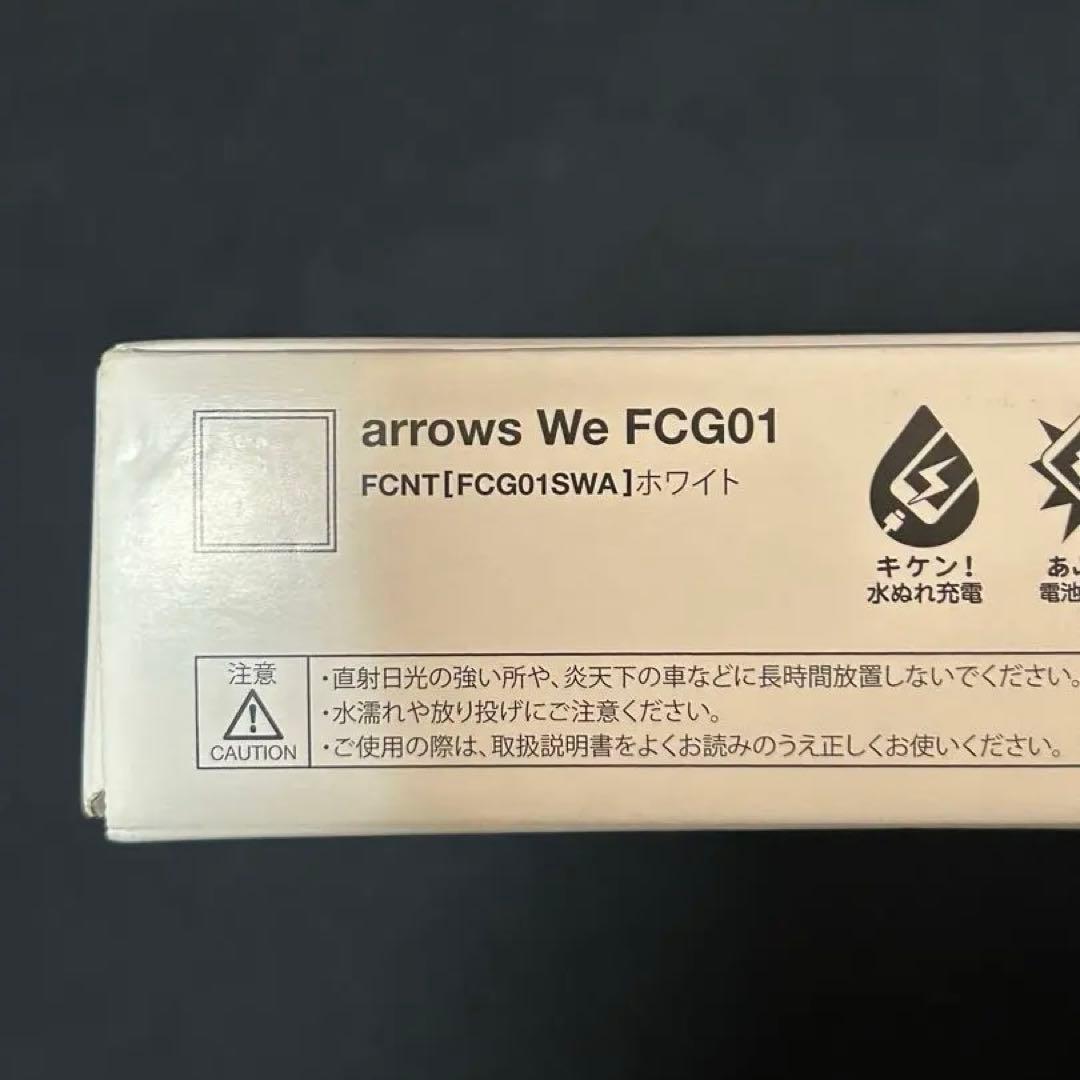 arrows We FCG01
FCNT[FCG01SWA]ホワイト
キケン！
水ぬれ充電
電池
注意
CAUTION
・直射日光の強い所や、炎天下の車などに長時間放置しないでください。
・水濡れや放り投げにご注意ください。
・ご使用の際は、取扱説明書をよくお読みのうえ正しくお使いください。